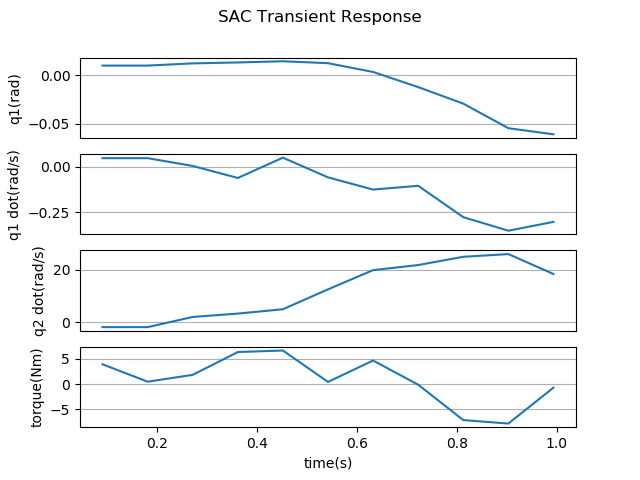 SAC Transient Response
0.00
−0.05
q1(rad)
0.00
−0.25
q1 dot(rad/s)
20
0
q2 dot(rad/s)
5
0
−5
torque(Nm)
0.2 0.4 0.6 0.8 1.0
time(s)